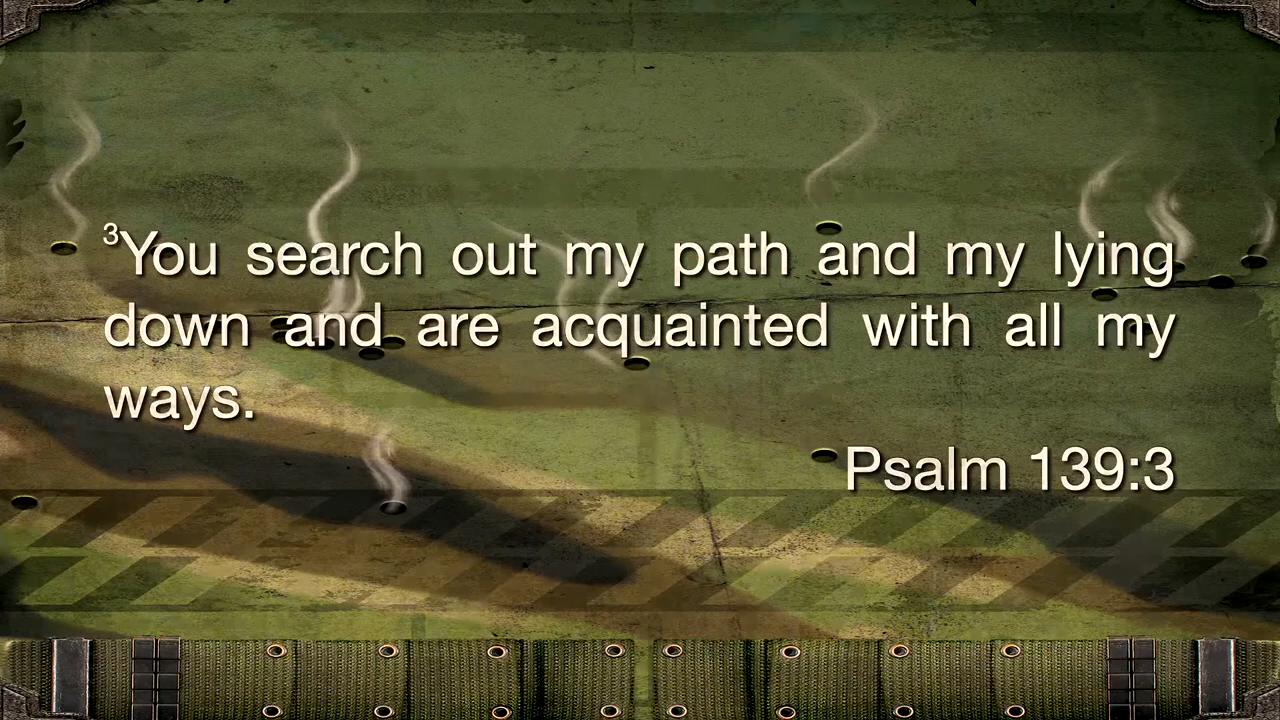 ³You search out my path and my lying
down and are acquainted with all my
ways.
Psalm 139:3